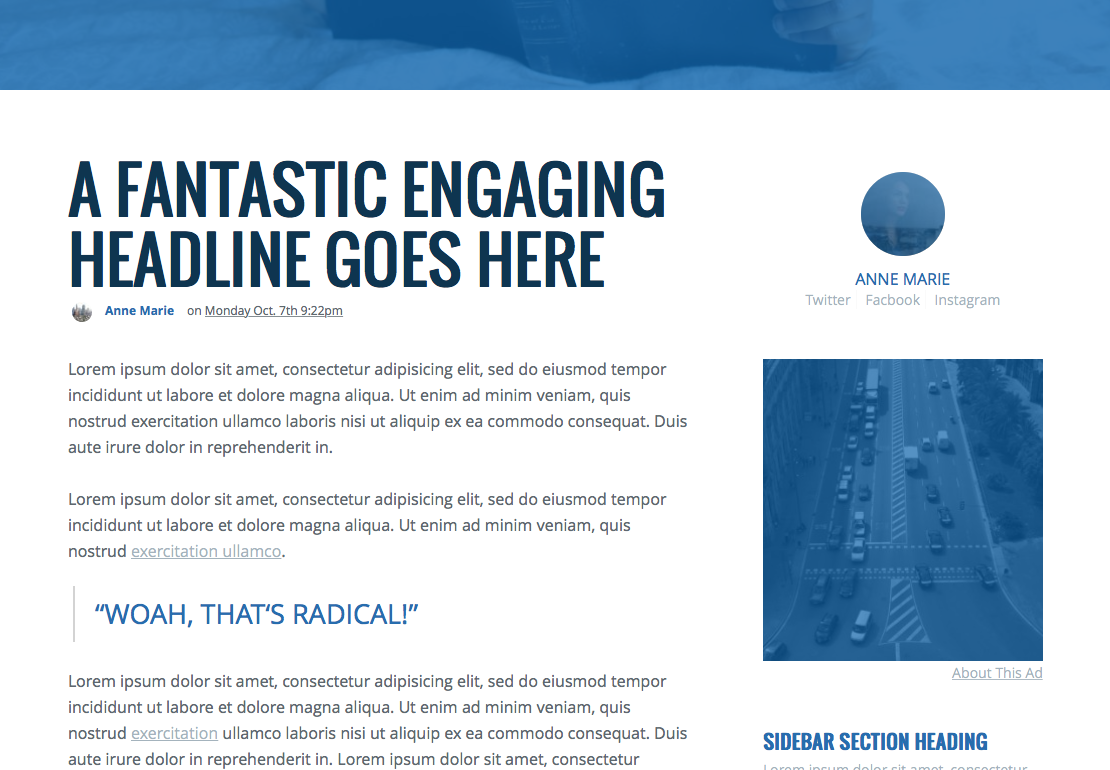 A FANTASTIC ENGAGING
HEADLINE GOES HERE
Anne Marie on Monday Oct. 7th 9:22pm
Lorem ipsum dolor sit amet, consectetur adipisicing elit, sed do eiusmod tempor
incididunt ut labore et dolore magna aliqua. Ut enim ad minim veniam, quis
nostrud exercitation ullamco laboris nisi ut aliquip ex ea commodo consequat. Duis
aute irure dolor in reprehenderit in.
Lorem ipsum dolor sit amet, consectetur adipisicing elit, sed do eiusmod tempor
incididunt ut labore et dolore magna aliqua. Ut enim ad minim veniam, quis
nostrud exercitation ullamco.
“WOAH, THAT‘S RADICAL!”
Lorem ipsum dolor sit amet, consectetur adipisicing elit, sed do eiusmod tempor
incididunt ut labore et dolore magna aliqua. Ut enim ad minim veniam, quis
nostrud exercitation ullamco laboris nisi ut aliquip ex ea commodo consequat. Duis
aute irure dolor in reprehenderit in. Lorem ipsum dolor sit amet, consectetur
ANNE MARIE
Twitter Facbook Instagram
About This Ad
SIDEBAR SECTION HEADING
Lorem ipsum dolor sit amet, consectetur